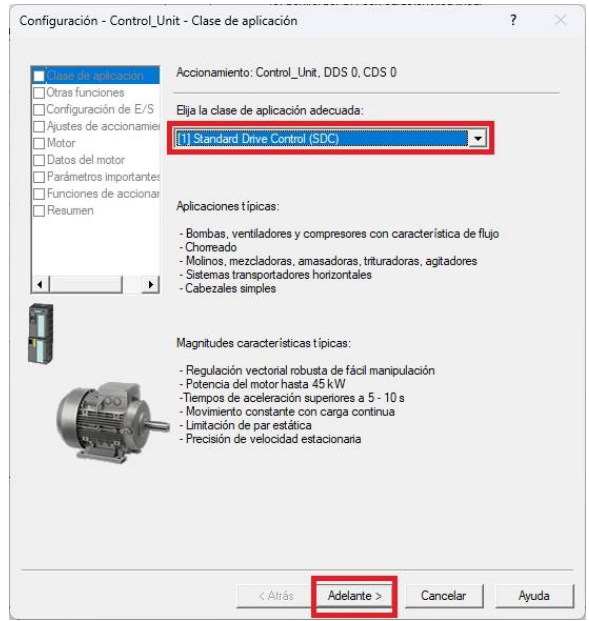 Configuración - Control_Unit - Clase de aplicación
?
Clase de aplicación
Otras funciones
Configuración de E/S
Ajustes de accionamie
Motor
Datos del motor
Parámetros importantes
Funciones de accionar
Resumen
Accionamiento: Control_Unit, DDS 0, CDS 0
Elija la clase de aplicación adecuada:
[1] Standard Drive Control (SDC)
Aplicaciones típicas:
- Bombas, ventiladores y compresores con característica de flujo
- Chorreado
- Molinos, mezcladoras, amasadoras, trituradoras, agitadores
- Sistemas transportadores horizontales
- Cabezales simples
Magnitudes características típicas:
- Regulación vectorial robusta de fácil manipulación
- Potencia del motor hasta 45 kW
-Tiempos de aceleración superiores a 5 - 10 s
- Movimiento constante con carga continua
- Limitación de par estática
- Precisión de velocidad estacionaria
< Atrás
Adelante >
Cancelar
Ayuda